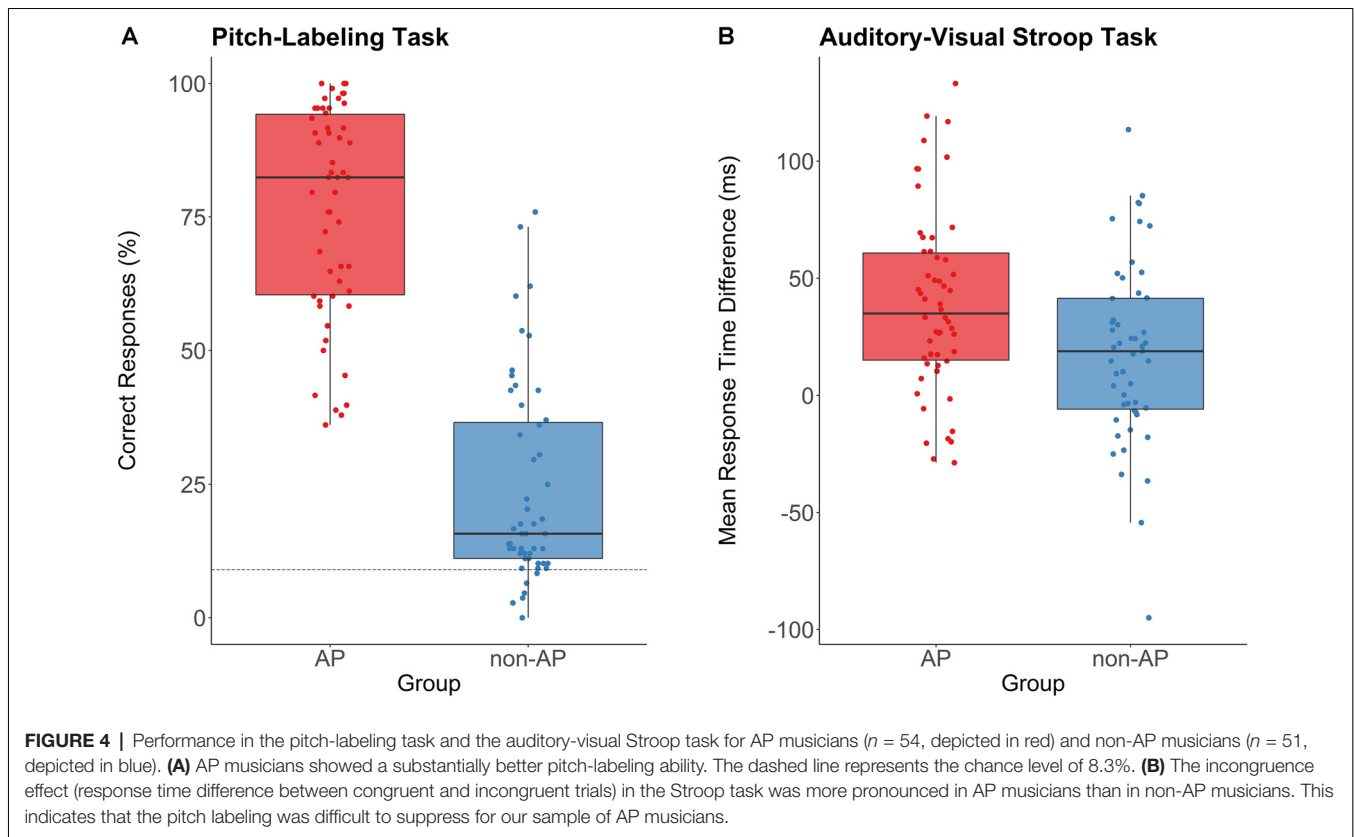 A Pitch-Labeling Task
100
75
50
25
0
Correct Responses (%)
AP non-AP
Group
B Auditory-Visual Stroop Task
100
50
0
-50
-100
Mean Response Time Difference (ms)
AP non-AP
Group
FIGURE 4 | Performance in the pitch-labeling task and the auditory-visual Stroop task for AP musicians (n = 54, depicted in red) and non-AP musicians (n = 51,
depicted in blue). (A) AP musicians showed a substantially better pitch-labeling ability. The dashed line represents the chance level of 8.3%. (B) The incongruence
effect (response time difference between congruent and incongruent trials) in the Stroop task was more pronounced in AP musicians than in non-AP musicians. This
indicates that the pitch labeling was difficult to suppress for our sample of AP musicians.